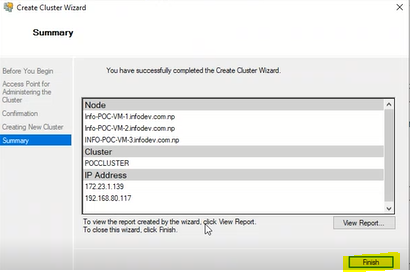 Create Cluster Wizard
Summary
Before You Begin
Access Point for
Administering the
Cluster
Confirmation
Creating New Cluster
Summary
You have successfully completed the Create Cluster Wizard.
Node
Info-POC-VM-1.infodev.com.np
Info-POC-VM-2.infodev.com.np
INFO-POC-VM-3.infodev.com.np
Cluster
POCCLUSTER
IP Address
172.23.1.139
192.168.80.117
To view the report created by the wizard, click View Report.
To close this wizard, click Finish.
View Report...
Finish